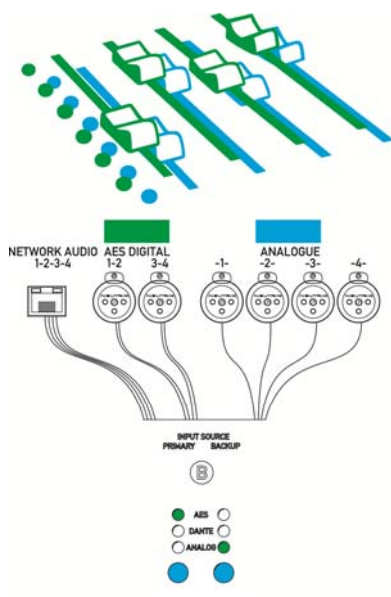 NETWORK AUDIO AES DIGITAL ANALOGUE
1-2-3-4 1-2 3-4 -1- -2- -3- -4-
INPUT SOURCE
PRIMARY BACKUP
B
AES
DANTE
ANALOG